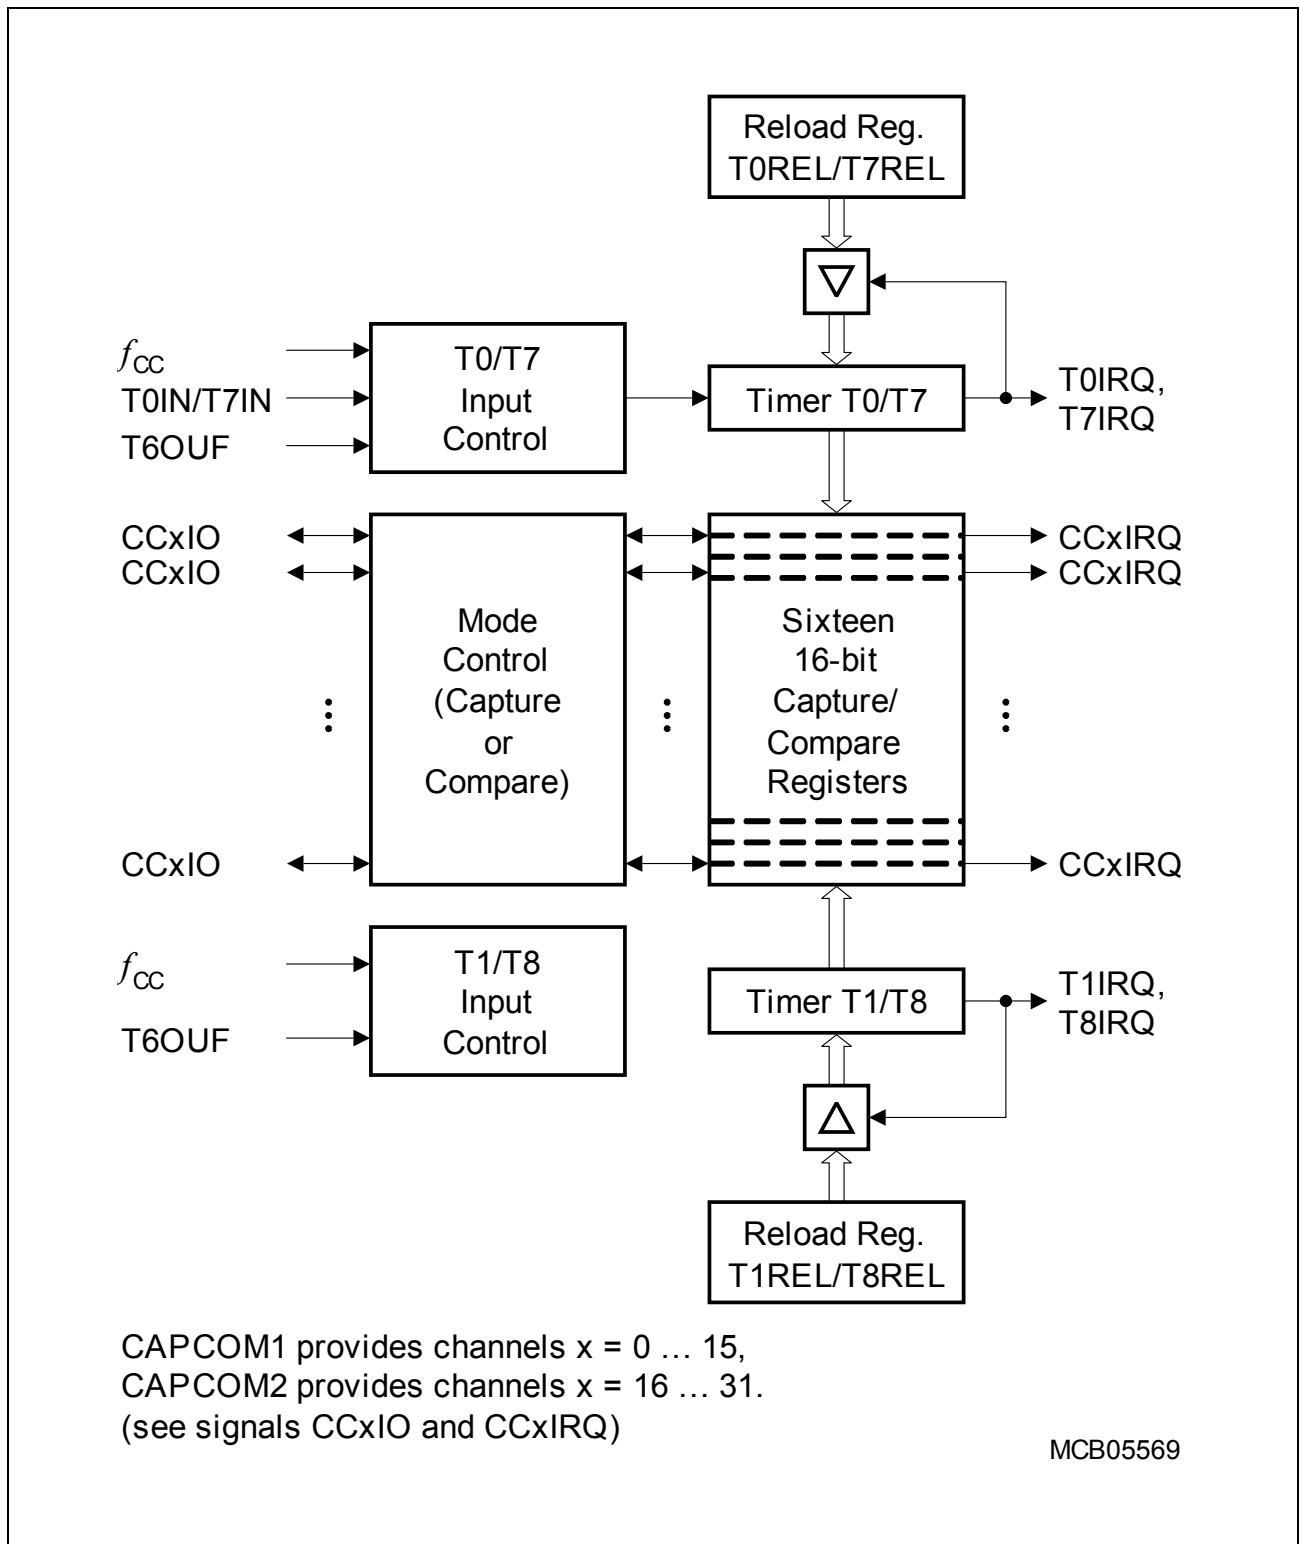 Reload Reg.
T0REL/T7REL
fCC
T0IN/T7IN
T6OUF
T0/T7
Input
Control
Timer T0/T7
T0IRQ,
T7IRQ
CCxIO
CCxIO
CCxIO
Mode
Control
(Capture
or
Compare)
Sixteen
16-bit
Capture/
Compare
Registers
CCxIRQ
CCxIRQ
CCxIRQ
fCC
T6OUF
T1/T8
Input
Control
Timer T1/T8
T1IRQ,
T8IRQ
Reload Reg.
T1REL/T8REL
CAPCOM1 provides channels x = 0 … 15,
CAPCOM2 provides channels x = 16 … 31.
(see signals CCxIO and CCxIRQ)
MCB05569